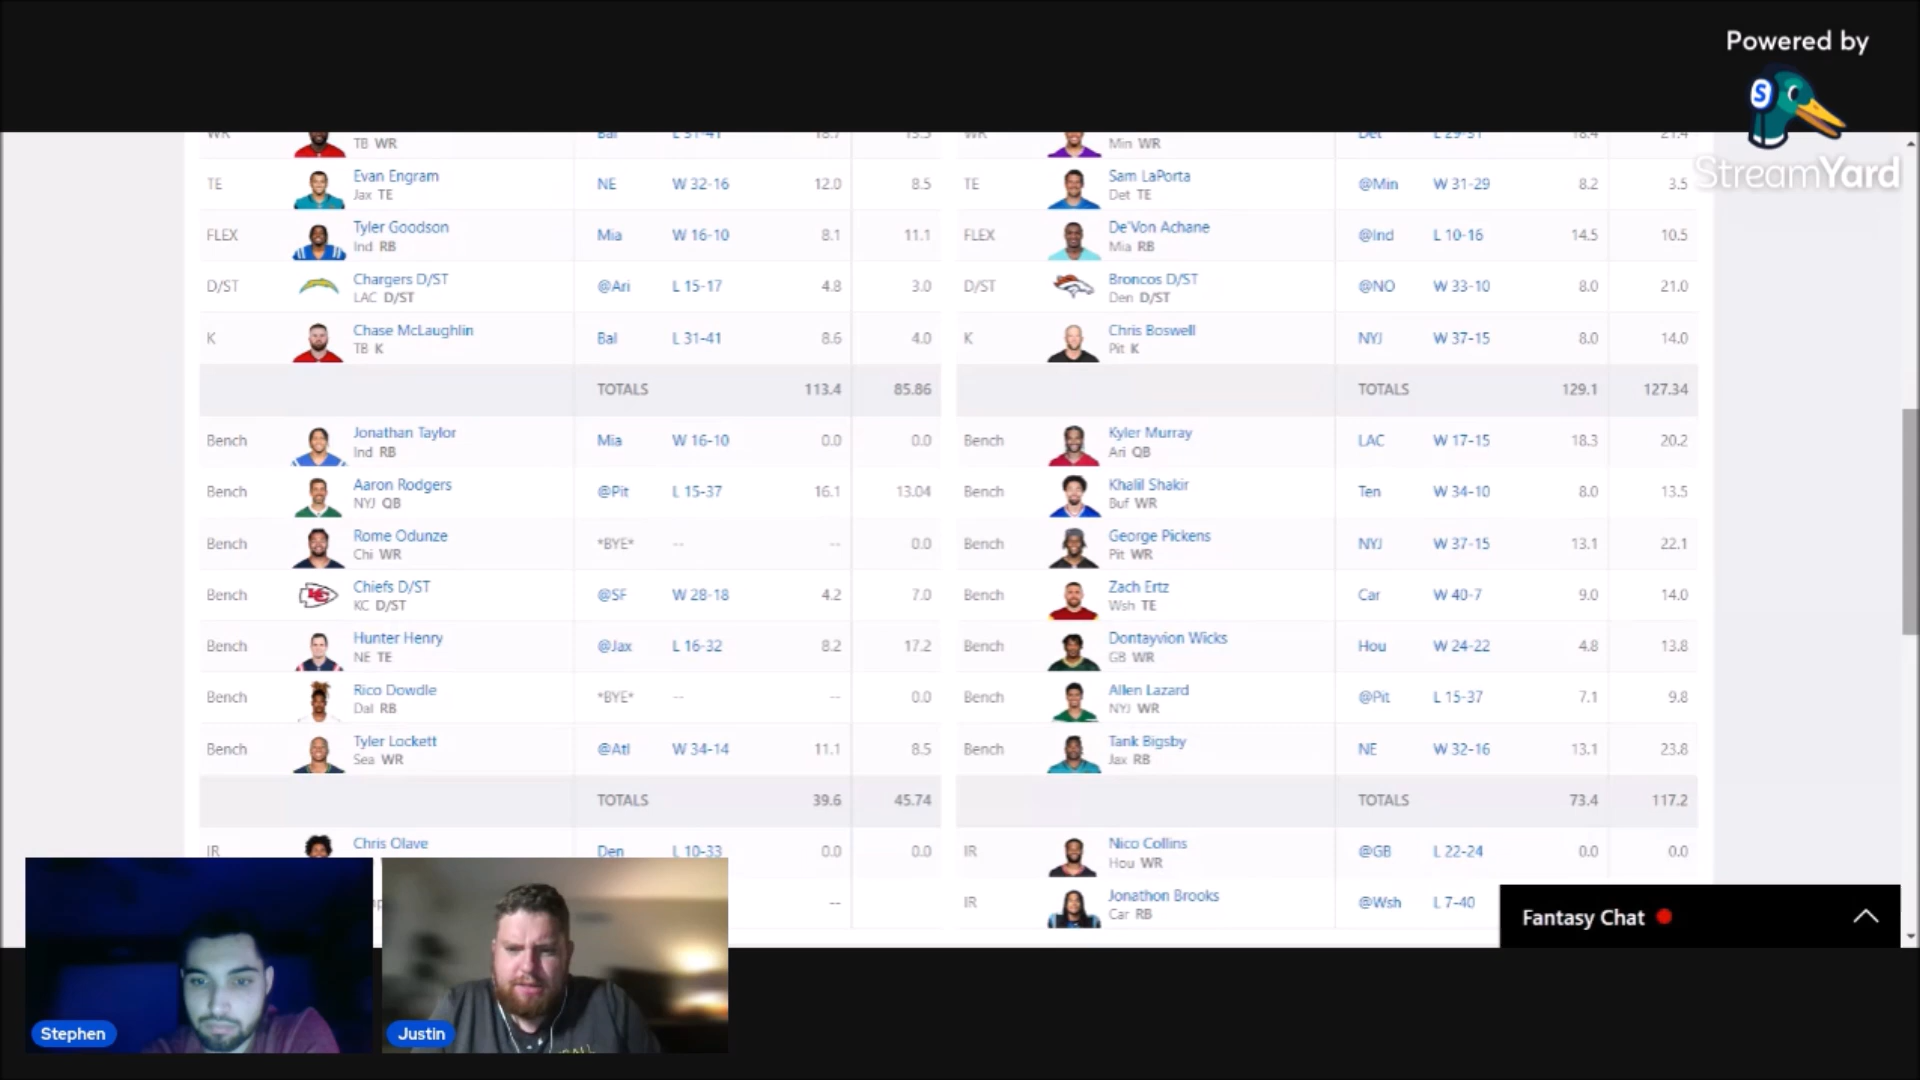 Powered by
StreamYard
WR TB WR Bal L 31-41 18.7 13.5 WR Min WR Det L 29-31 18.4 21.4
TE Evan Engram Jax TE NE W 32-16 12.0 8.5 TE Sam LaPorta Det TE @Min W 31-29 8.2 3.5
FLEX Tyler Goodson Ind RB Mia W 16-10 8.1 11.1 FLEX De'Von Achane Mia RB @Ind L 10-16 14.5 10.5
D/ST Chargers D/ST LAC D/ST @Ari L 15-17 4.8 3.0 D/ST Broncos D/ST Den D/ST @NO W 33-10 8.0 21.0
K Chase McLaughlin TB K Bal L 31-41 8.6 4.0 K Chris Boswell Pit K NYJ W 37-15 8.0 14.0
TOTALS 113.4 85.86 TOTALS 129.1 127.34
Bench Jonathan Taylor Ind RB Mia W 16-10 0.0 0.0 Bench Kyler Murray Ari QB LAC W 17-15 18.3 20.2
Bench Aaron Rodgers NYJ QB @Pit L 15-37 16.1 13.04 Bench Khalil Shakir Buf WR Ten W 34-10 8.0 13.5
Bench Rome Odunze Chi WR *BYE* -- -- 0.0 Bench George Pickens Pit WR NYJ W 37-15 13.1 22.1
Bench Chiefs D/ST KC D/ST @SF W 28-18 4.2 7.0 Bench Zach Ertz Wsh TE Car W 40-7 9.0 14.0
Bench Hunter Henry NE TE @Jax L 16-32 8.2 17.2 Bench Dontayvion Wicks GB WR Hou W 24-22 4.8 13.8
Bench Rico Dowdle Dal RB *BYE* -- -- 0.0 Bench Allen Lazard NYJ WR @Pit L 15-37 7.1 9.8
Bench Tyler Lockett Sea WR @Atl W 34-14 11.1 8.5 Bench Tank Bigsby Jax RB NE W 32-16 13.1 23.8
TOTALS 39.6 45.74 TOTALS 73.4 117.2
IR Chris Olave Den L 10-33 0.0 0.0 IR Nico Collins Hou WR @GB L 22-24 0.0 0.0
-- IR Jonathon Brooks Car RB @Wsh L 7-40
Fantasy Chat
Stephen
Justin